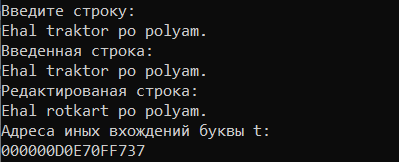 Введите строку:
Ehal traktor po polyam.
Введенная строка:
Ehal traktor po polyam.
Редактированая строка:
Ehal rotkart po polyam.
Адреса иных вхождений буквы t:
000000D0E70FF737